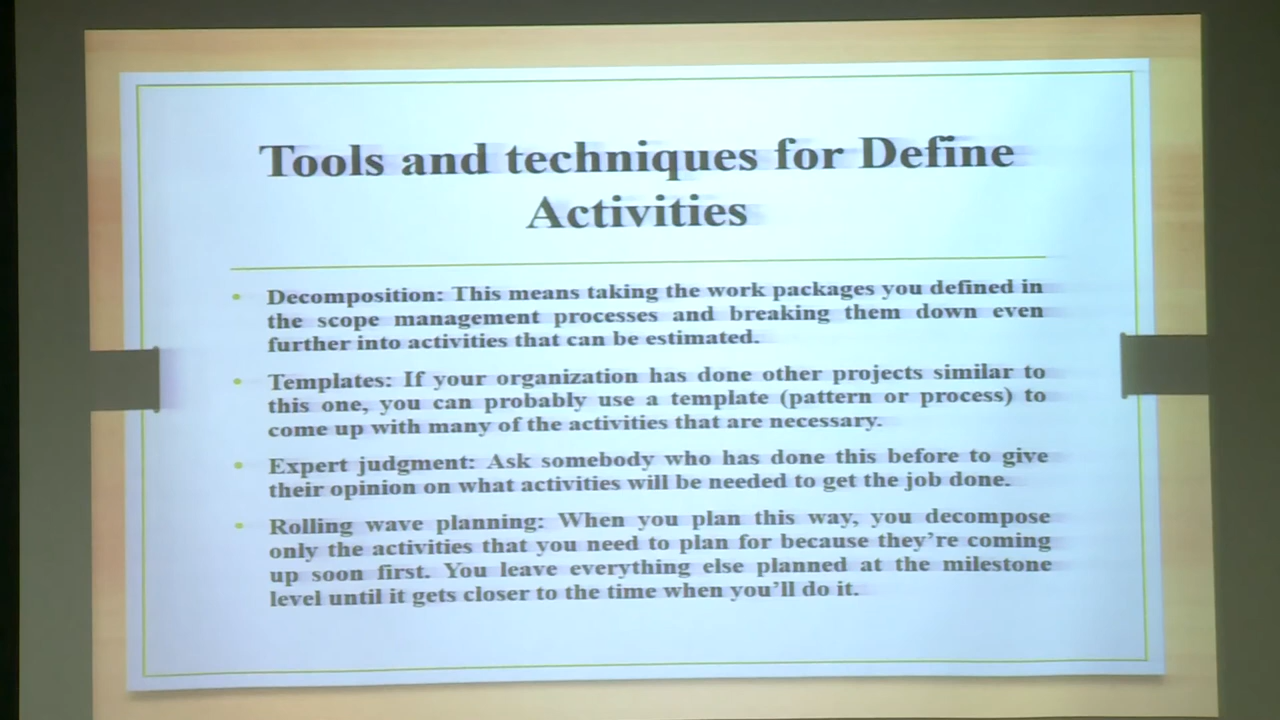 Tools and techniques for Define
Activities
• Decomposition: This means taking the work packages you defined in
the scope management processes and breaking them down even
further into activities that can be estimated.
• Templates: If your organization has done other projects similar to
this one, you can probably use a template (pattern or process) to
come up with many of the activities that are necessary.
• Expert judgment: Ask somebody who has done this before to give
their opinion on what activities will be needed to get the job done.
• Rolling wave planning: When you plan this way, you decompose
only the activities that you need to plan for because they’re coming
up soon first. You leave everything else planned at the milestone
level until it gets closer to the time when you’ll do it.